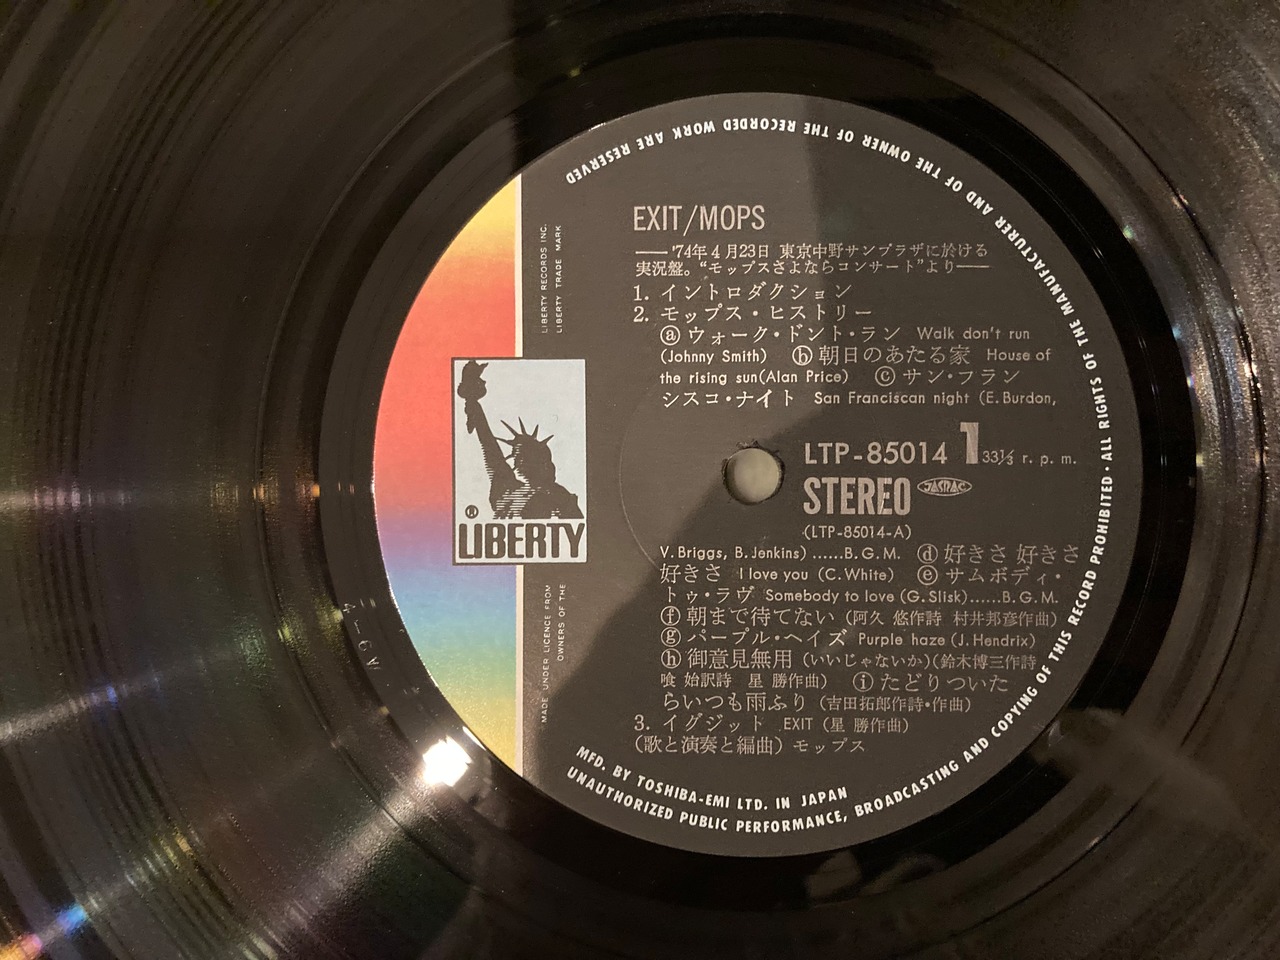 EXIT/MOPS
——'74年4月23日 東京中野サンプラザに於ける
実況盤。“モップスさよならコンサート”より——
1. イントロダクション
2. モップス・ヒストリー
ⓐウォーク・ドント・ラン Walk don't run
(Johnny Smith) ⓑ朝日のあたる家 House of
the rising sun(Alan Price) ⓒサン・フラン
シスコ・ナイト San Franciscan night (E.Burdon,
LTP-85014 1 33⅓ r. p. m.
STEREO JASRAC
(LTP-85014-A)
V.Briggs, B.Jenkins) ……B.G.M. ⓓ好きさ 好きさ
好きさ I love you (C.White) ⓔサムボディ・
トゥ・ラヴ Somebody to love (G.Slisk)……B.G.M.
ⓕ朝まで待てない (阿久 悠作詩 村井邦彦作曲)
ⓖパープル・ヘイズ Purple haze (J.Hendrix)
ⓗ御意見無用 (いいじゃないか)(鈴木博三作詩
喰 始訳詩 星 勝作曲) ⓘたどりついた
らいつも雨ふり (吉田拓郎作詩・作曲)
3. イグジット EXIT (星 勝作曲)
(歌と演奏と編曲) モップス
LIBERTY RECORDS INC.
LIBERTY TRADE MARK
® LIBERTY
MADE UNDER LICENCE FROM
OWNERS OF THE
MFD. BY TOSHIBA-EMI LTD. IN JAPAN
UNAUTHORIZED PUBLIC PERFORMANCE, BROADCASTING AND COPYING OF THIS RECORD PROHIBITED・ALL RIGHTS OF THE MANUFACTURER AND OF THE OWNER OF THE RECORDED WORK ARE RESERVED